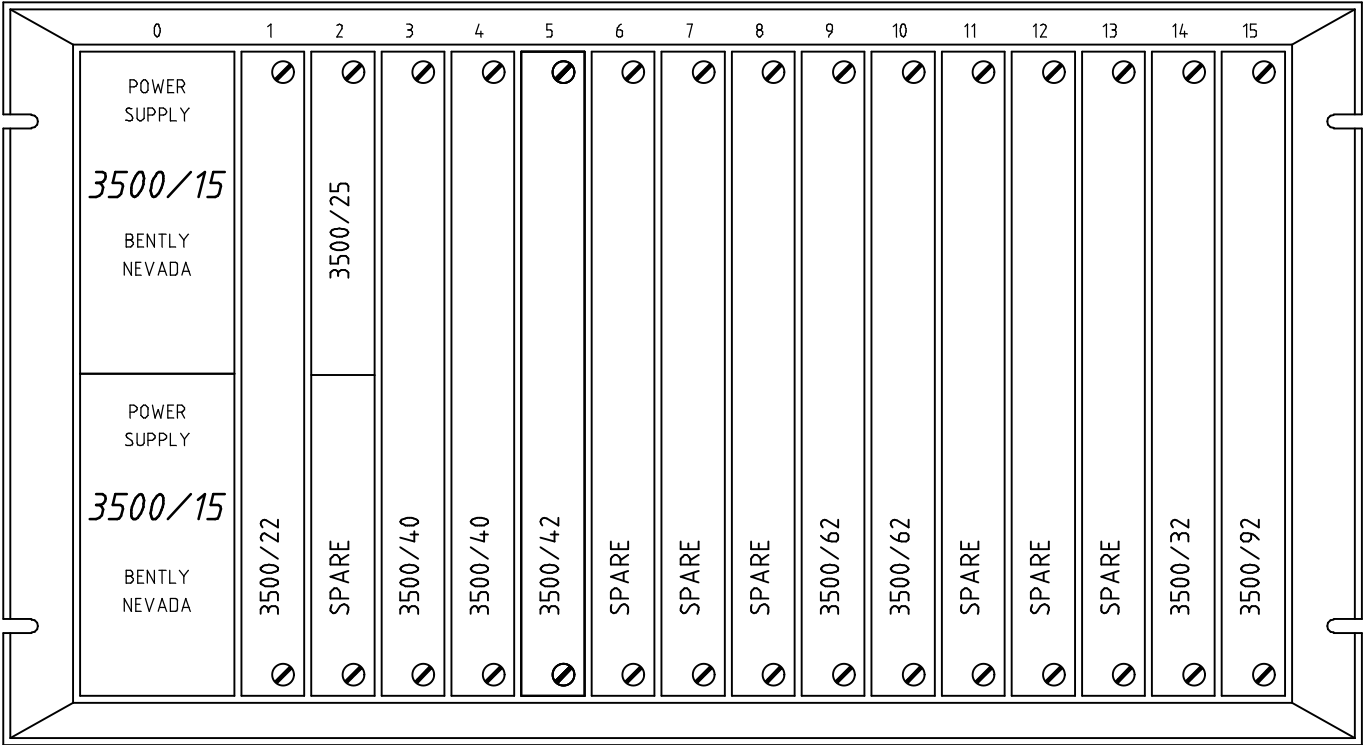 0 1 2 3 4 5 6 7 8 9 10 11 12 13 14 15
POWER
SUPPLY
3500/15
BENTLY
NEVADA
POWER
SUPPLY
3500/15
BENTLY
NEVADA
3500/22
3500/25
SPARE
3500/40
3500/40
3500/42
SPARE
SPARE
SPARE
3500/62
3500/62
SPARE
SPARE
SPARE
3500/32
3500/92